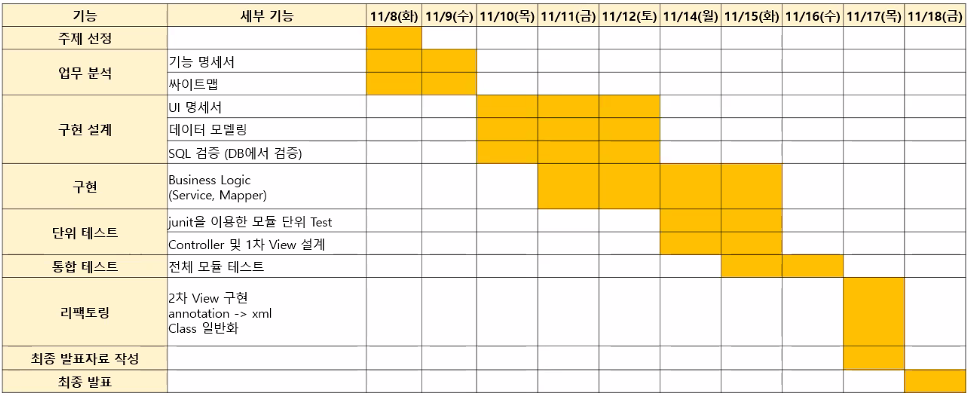 기능 세부 기능 11/8(화) 11/9(수) 11/10(목) 11/11(금) 11/12(토) 11/14(월) 11/15(화) 11/16(수) 11/17(목) 11/18(금)
주제 선정
업무 분석
기능 명세서
싸이트맵
구현 설계
UI 명세서
데이터 모델링
SQL 검증 (DB에서 검증)
구현
Business Logic
(Service, Mapper)
단위 테스트
junit을 이용한 모듈 단위 Test
Controller 및 1차 View 설계
통합 테스트 전체 모듈 테스트
리팩토링
2차 View 구현
annotation -> xml
Class 일반화
최종 발표자료 작성
최종 발표